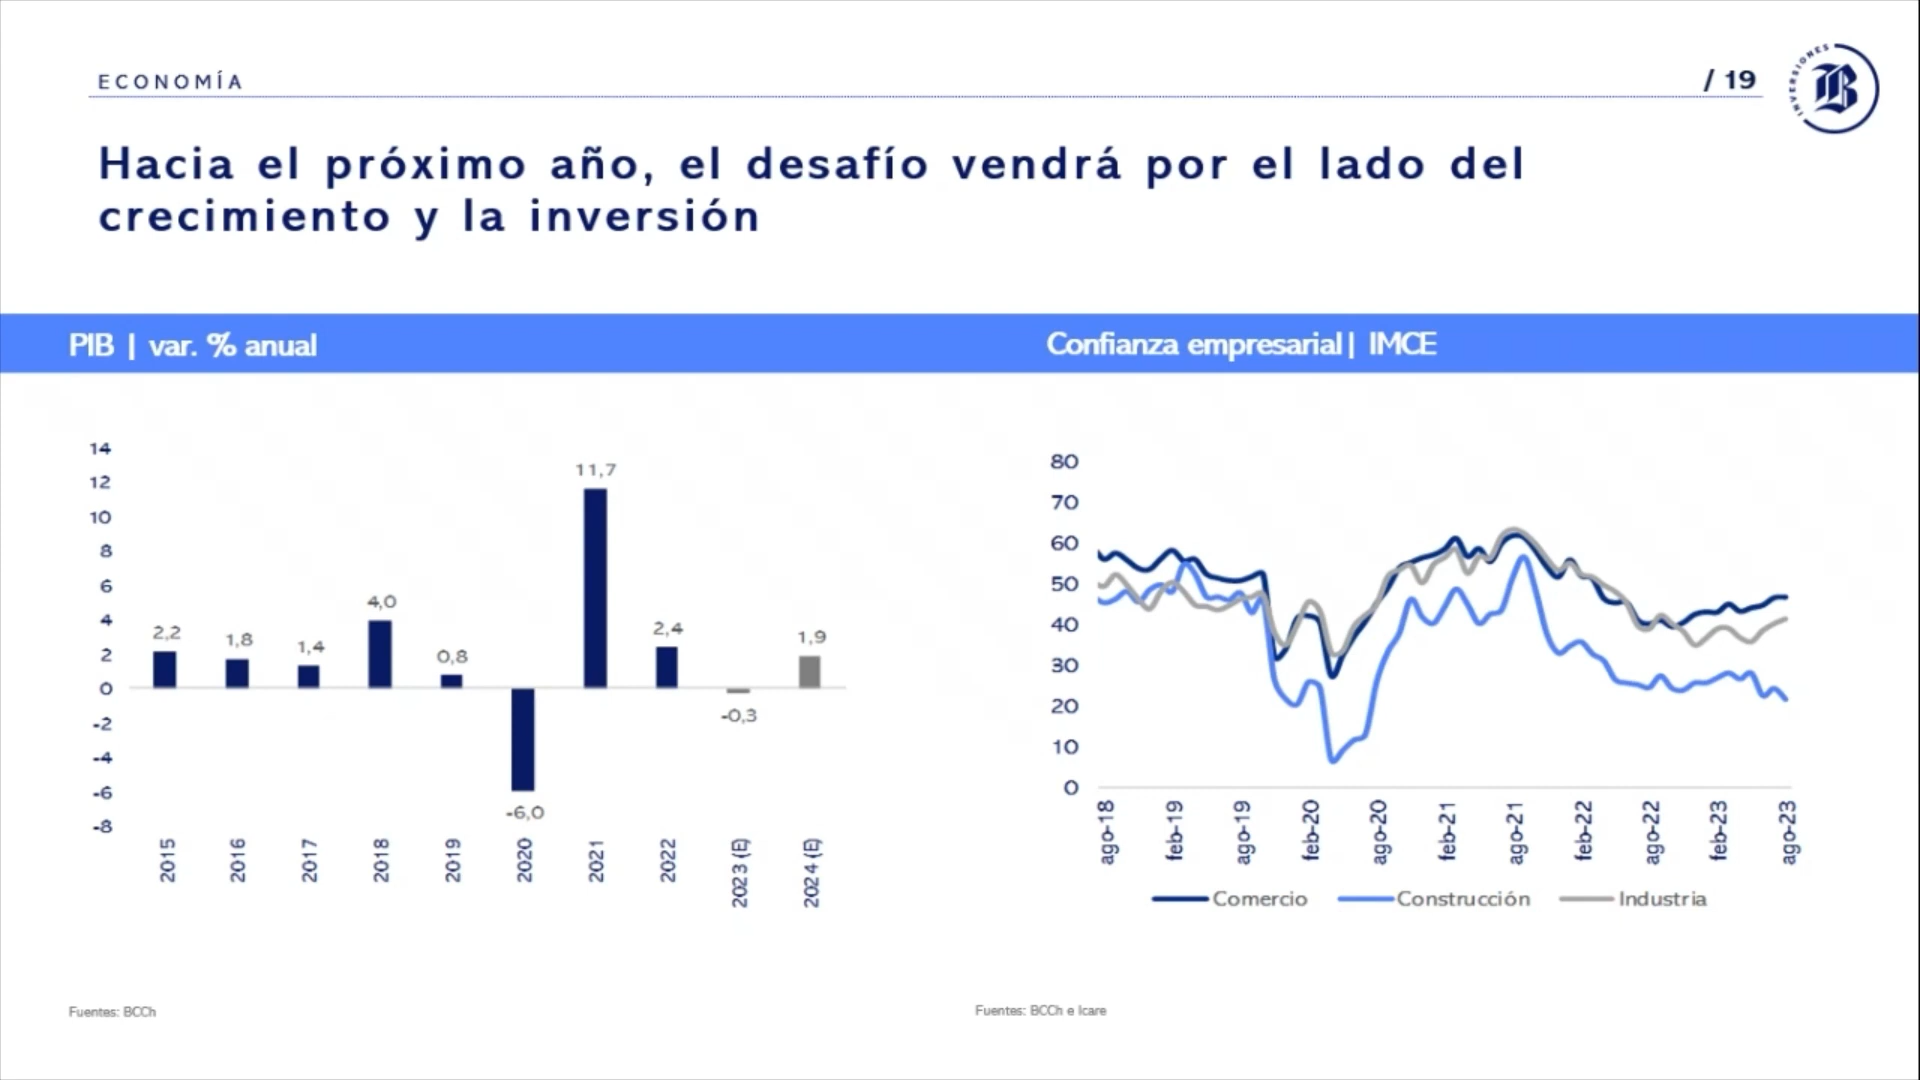 ECONOMÍA
/ 19
INVERSIONES
B
Hacia el próximo año, el desafío vendrá por el lado del
crecimiento y la inversión
PIB | var. % anual
Confianza empresarial| IMCE
14
12
10
8
6
4
2
0
-2
-4
-6
-8
2,2
1,8
1,4
4,0
0,8
-6,0
11,7
2,4
-0,3
1,9
2015
2016
2017
2018
2019
2020
2021
2022
2023 (E)
2024 (E)
80
70
60
50
40
30
20
10
0
ago-18
feb-19
ago-19
feb-20
ago-20
feb-21
ago-21
feb-22
ago-22
feb-23
ago-23
Comercio
Construcción
Industria
Fuentes: BCCh
Fuentes: BCCh e Icare